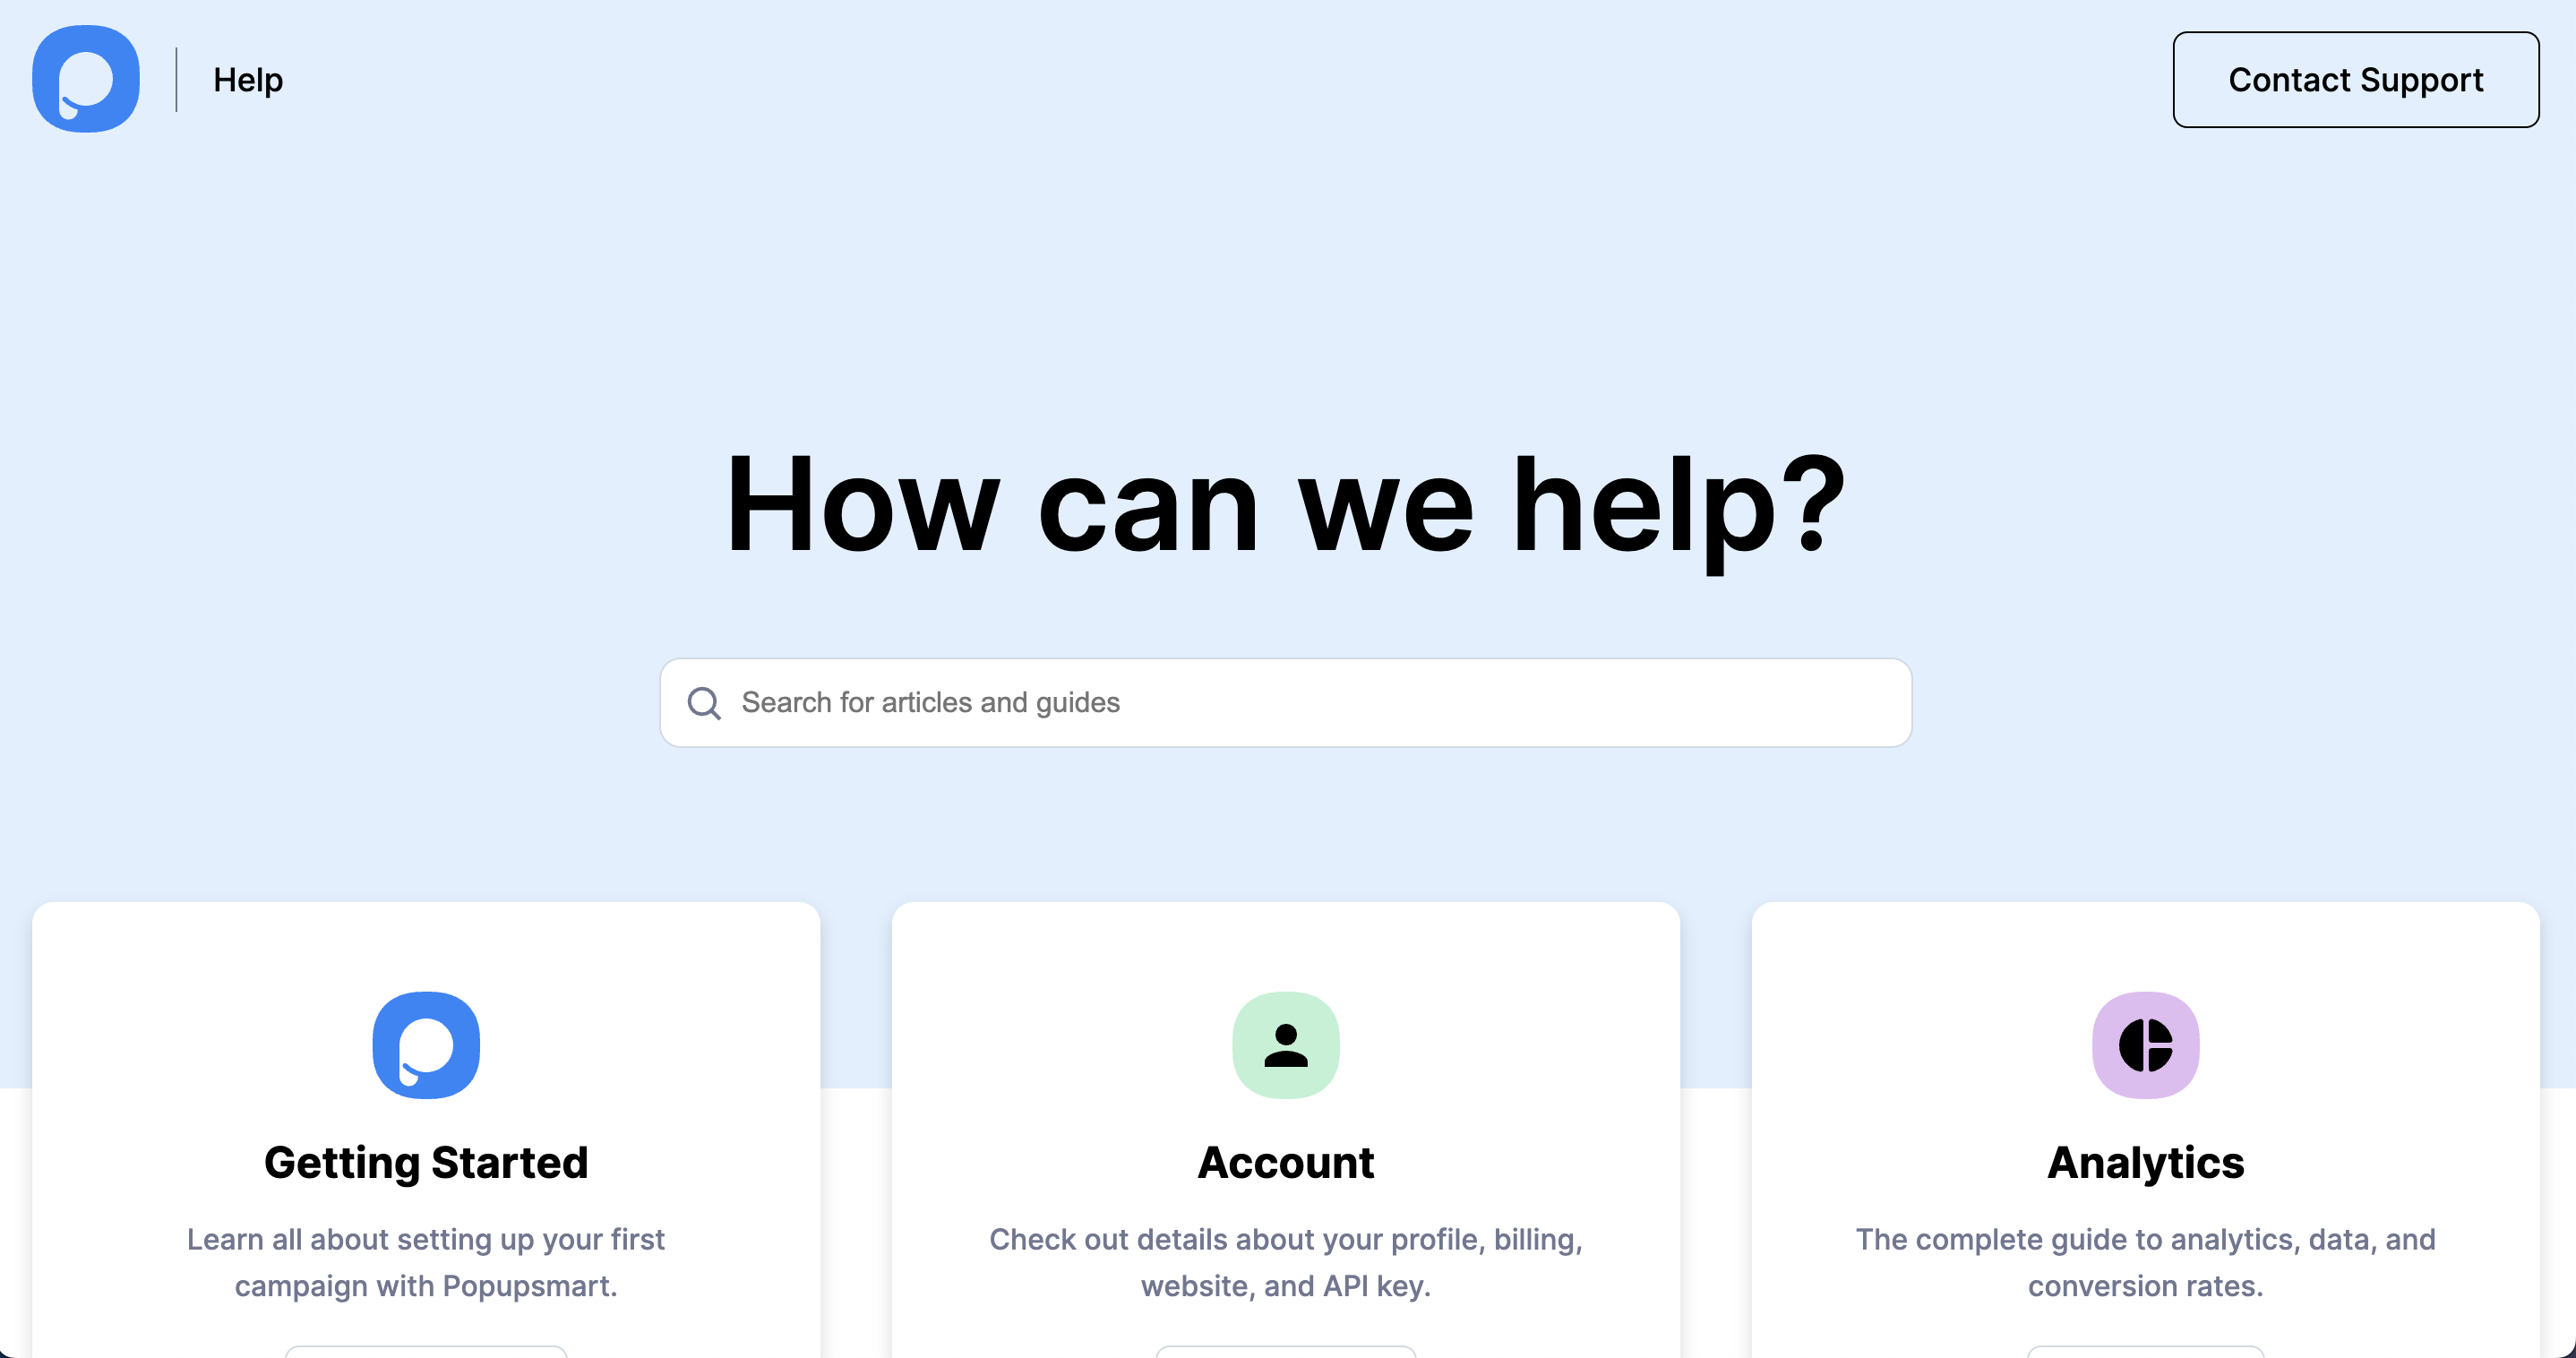 Help
Contact Support
How can we help?
Search for articles and guides
Getting Started
Learn all about setting up your first
campaign with Popupsmart.
Account
Check out details about your profile, billing,
website, and API key.
Analytics
The complete guide to analytics, data, and
conversion rates.